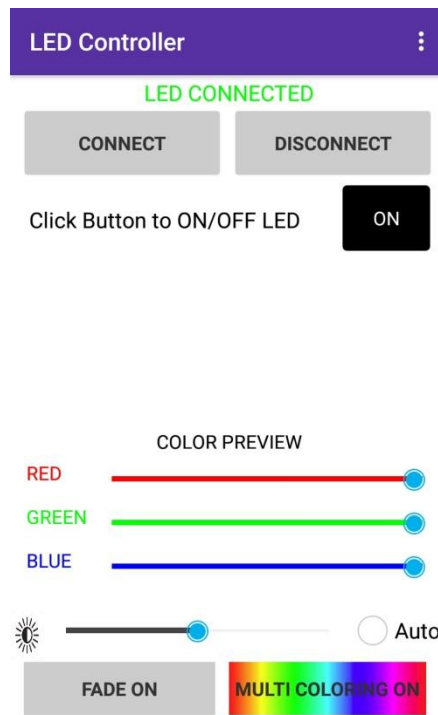 LED Controller
LED CONNECTED
CONNECT DISCONNECT
Click Button to ON/OFF LED ON
COLOR PREVIEW
RED
GREEN
BLUE
Auto
FADE ON MULTI COLORING ON